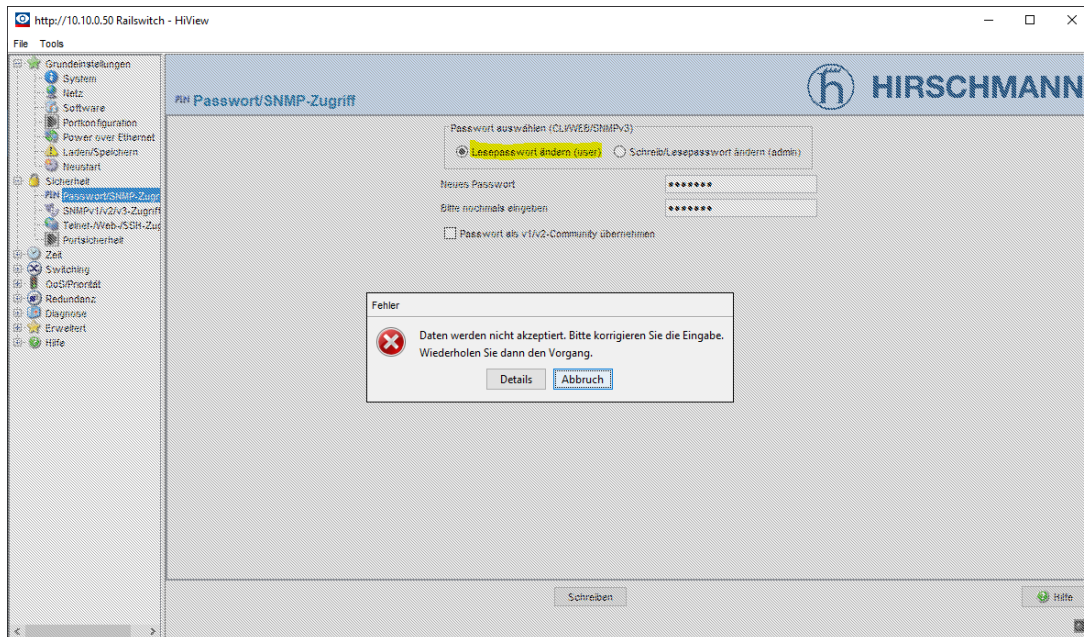 http://10.10.0.50 Railswitch - HiView
File Tools
Grundeinstellungen
System
Netz
Software
Portkonfiguration
Power over Ethernet
Laden/Speichern
Neustart
Sicherheit
PIN Passwort/SNMP-Zugr
SNMPv1/v2/v3-Zugriff
Telnet-/Web-/SSH-Zug
Portsicherheit
Zeit
Switching
QoS/Priorität
Redundanz
Diagnose
Erweitert
Hilfe
PIN Passwort/SNMP-Zugriff
HIRSCHMANN
Passwort auswählen (CLI/WEB/SNMPv3)
Lesepasswort ändern (user) Schreib/Lesepasswort ändern (admin)
Neues Passwort *******
Bitte nochmals eingeben *******
Passwort als v1/v2-Community übernehmen
Fehler
Daten werden nicht akzeptiert. Bitte korrigieren Sie die Eingabe.
Wiederholen Sie dann den Vorgang.
Details Abbruch
Schreiben Hilfe